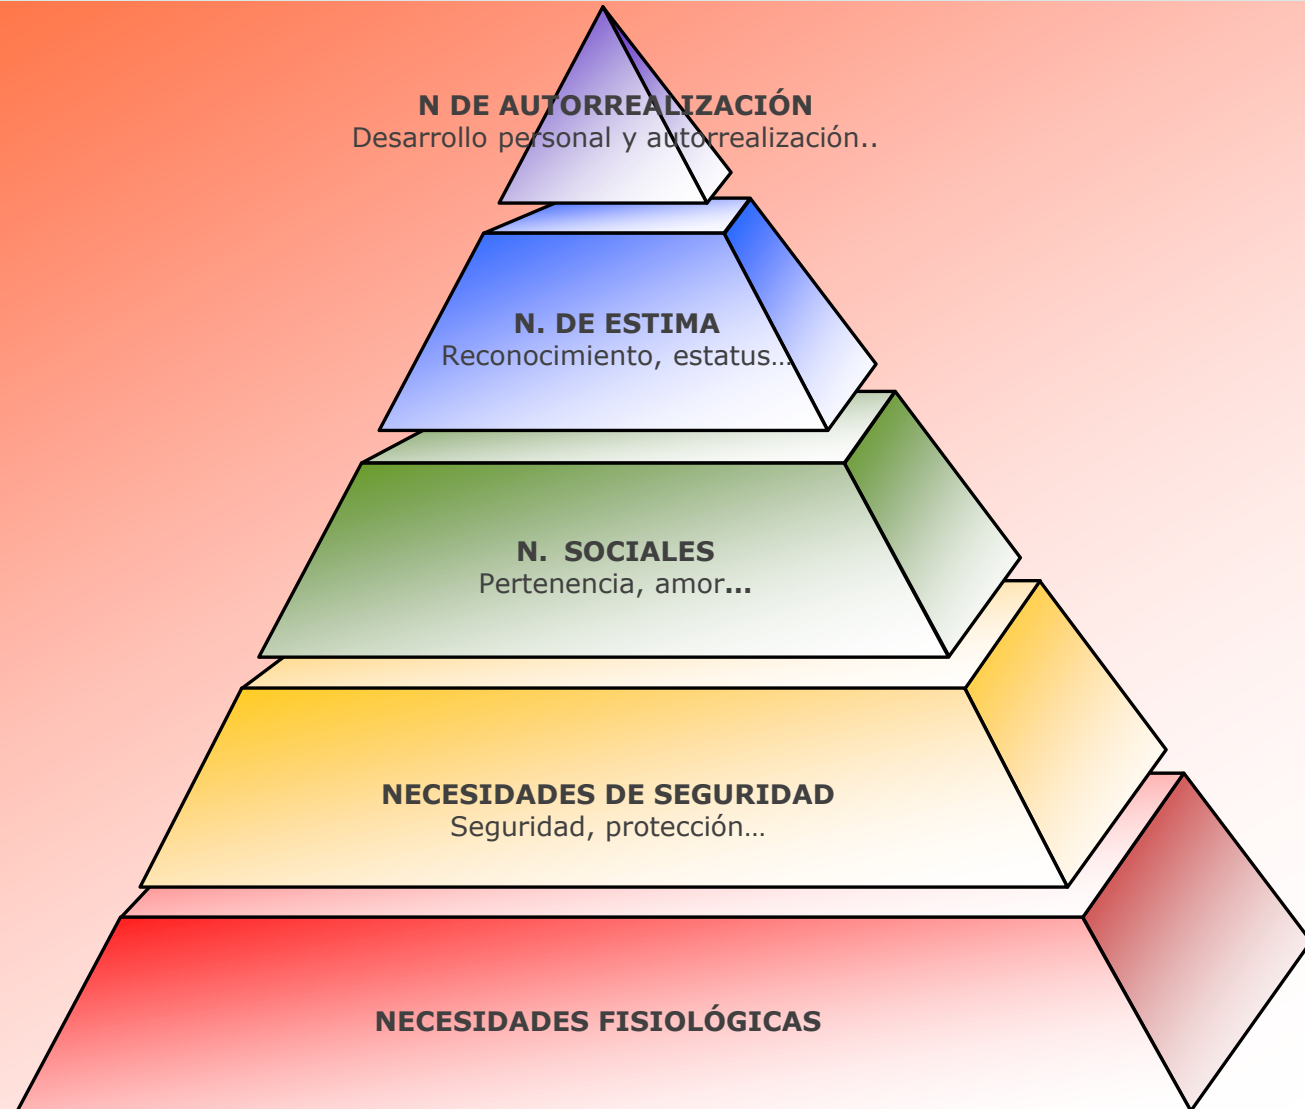 N DE AUTORREALIZACIÓN
Desarrollo personal y autorrealización..
N. DE ESTIMA
Reconocimiento, estatus...
N. SOCIALES
Pertenencia, amor...
NECESIDADES DE SEGURIDAD
Seguridad, protección...
NECESIDADES FISIOLÓGICAS